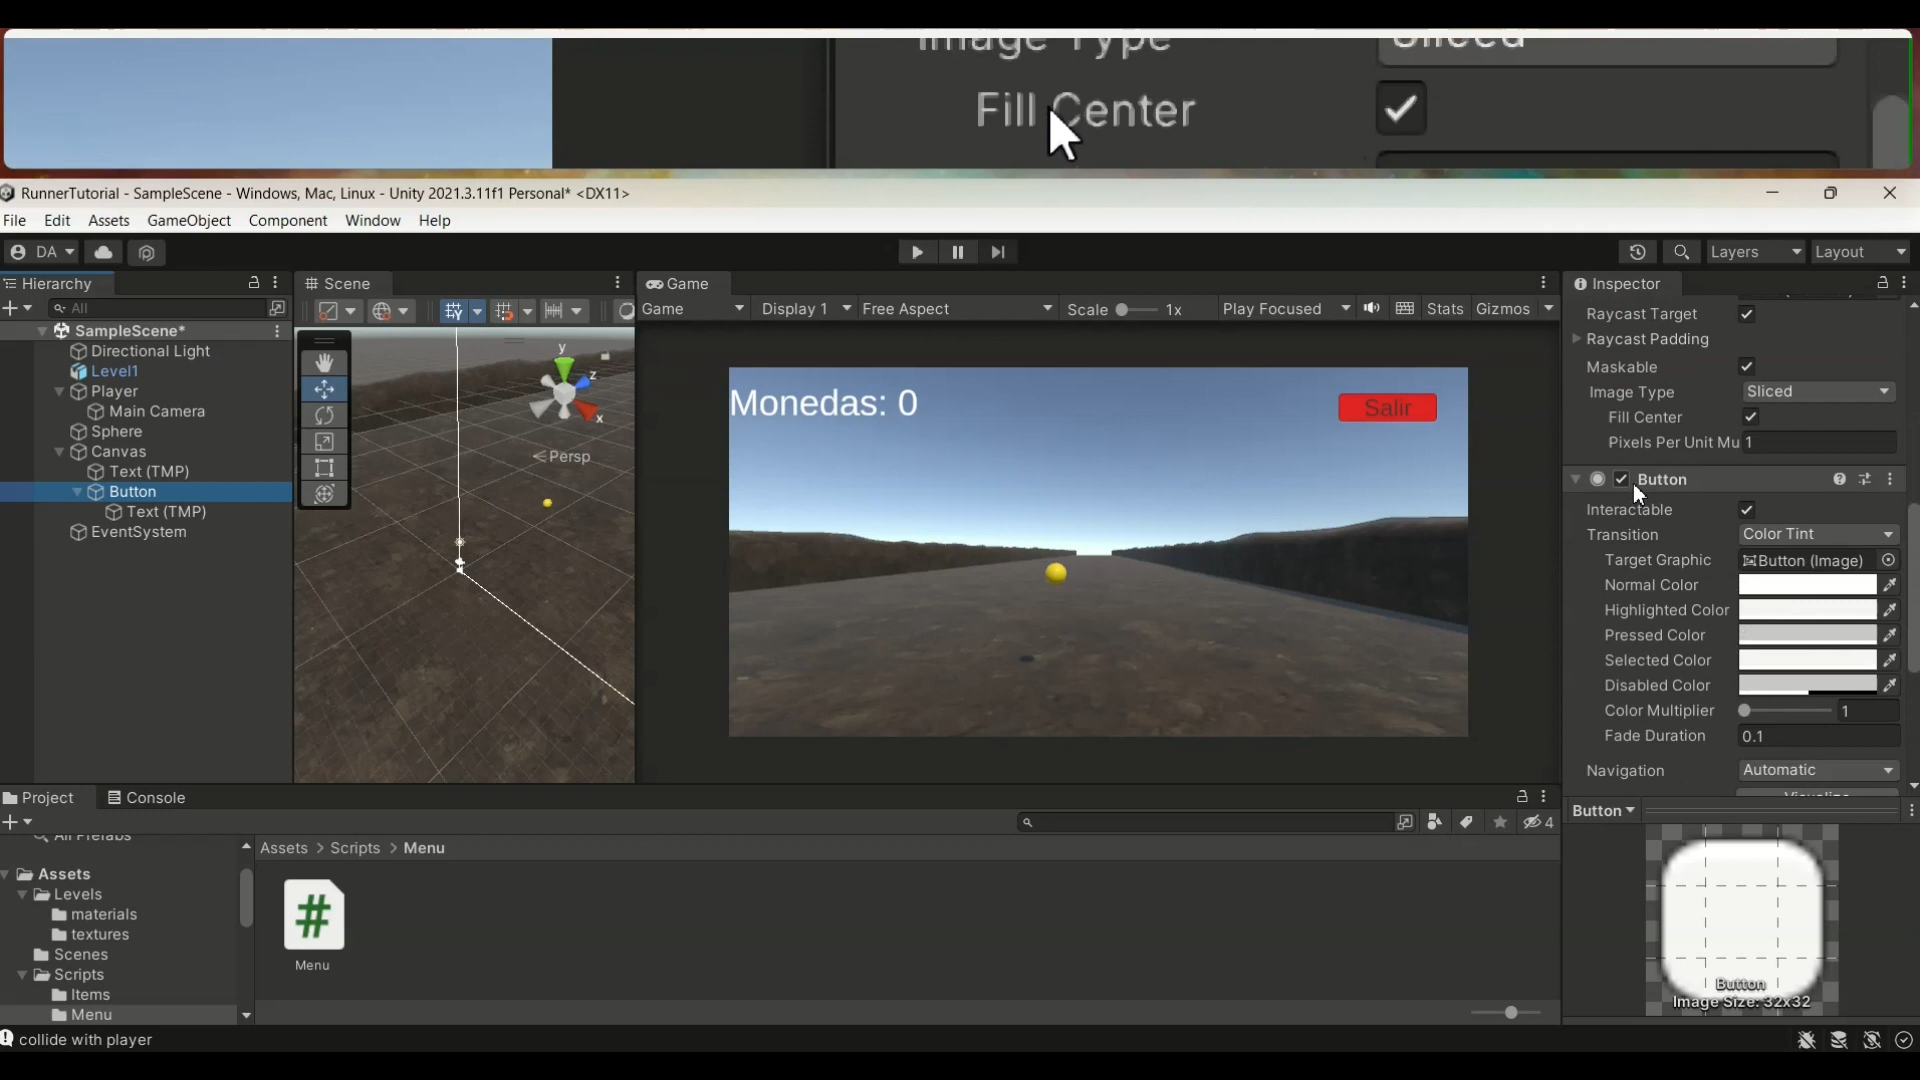 Image Type
Sliced
Fill Center
RunnerTutorial - SampleScene - Windows, Mac, Linux - Unity 2021.3.11f1 Personal* <DX11>
File Edit Assets GameObject Component Window Help
DA
Layers
Layout
Hierarchy
Scene
Game
Inspector
All
Game
Display 1
Free Aspect
Scale
1x
Play Focused
Stats
Gizmos
SampleScene*
Directional Light
Level1
Player
Main Camera
Sphere
Canvas
Text (TMP)
Button
Text (TMP)
EventSystem
y
z
x
Persp
Monedas: 0
Salir
Raycast Target
Raycast Padding
Maskable
Image Type
Sliced
Fill Center
Pixels Per Unit Mu
1
Button
Interactable
Transition
Color Tint
Target Graphic
Button (Image)
Normal Color
Highlighted Color
Pressed Color
Selected Color
Disabled Color
Color Multiplier
1
Fade Duration
0.1
Navigation
Automatic
Visualize
Button
Button
Image Size: 32x32
Project
Console
4
All Prefabs
Assets
Levels
materials
textures
Scenes
Scripts
Items
Menu
Assets > Scripts > Menu
#
Menu
collide with player